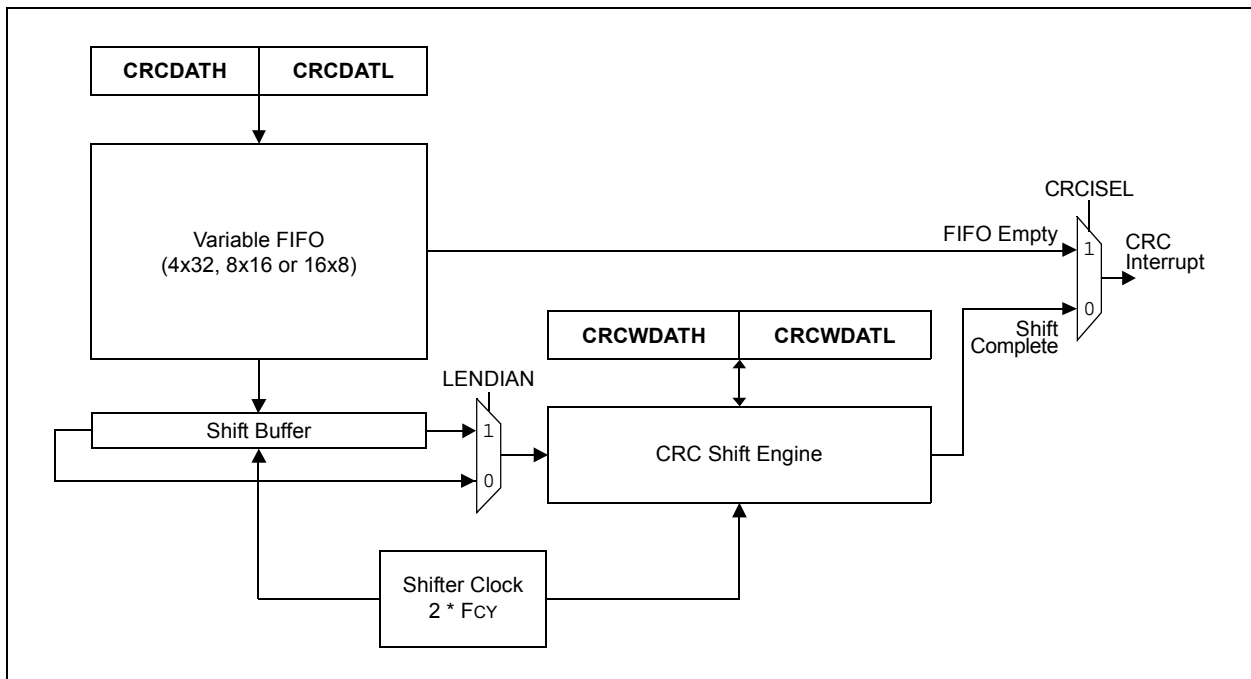 CRCDATH CRCDATL
Variable FIFO
(4x32, 8x16 or 16x8)
CRCISEL
FIFO Empty
1
CRC
Interrupt
0
Shift
Complete
CRCWDATH CRCWDATL
LENDIAN
Shift Buffer
1
0
CRC Shift Engine
Shifter Clock
2 * FCY